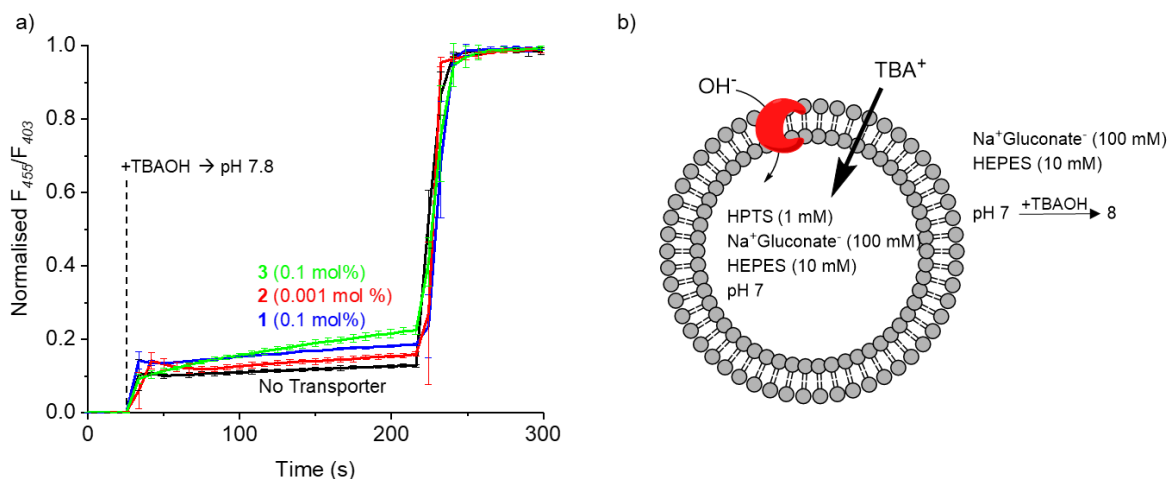 a)
Normalised F455/F403
1.0
0.8
0.6
0.4
0.2
0.0
+TBAOH → pH 7.8
3 (0.1 mol%)
2 (0.001 mol %)
1 (0.1 mol%)
No Transporter
0
100
200
300
Time (s)
b)
OH-
TBA+
Na+Gluconate- (100 mM)
HEPES (10 mM)
pH 7 +TBAOH 8
HPTS (1 mM)
Na+Gluconate- (100 mM)
HEPES (10 mM)
pH 7